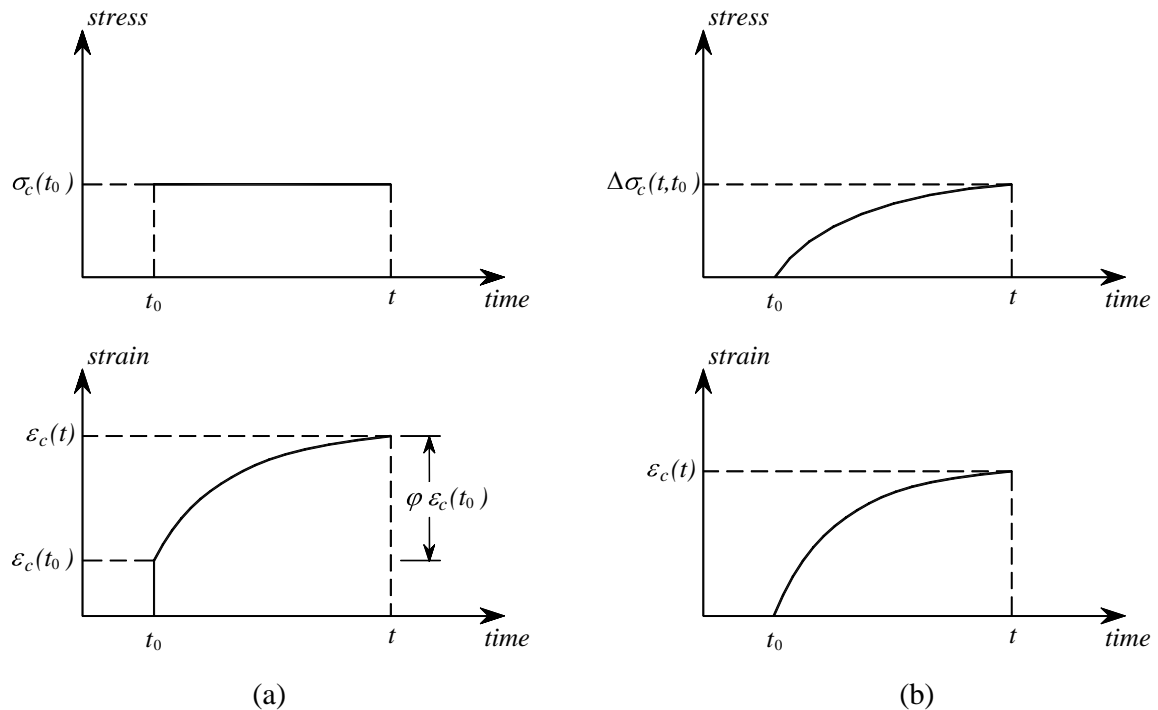 stress
σc(t0)
t0
t
time
strain
εc(t)
φ εc(t0)
εc(t0)
t0
t
time
(a)
stress
Δσc(t,t0)
t0
t
time
strain
εc(t)
t0
t
time
(b)